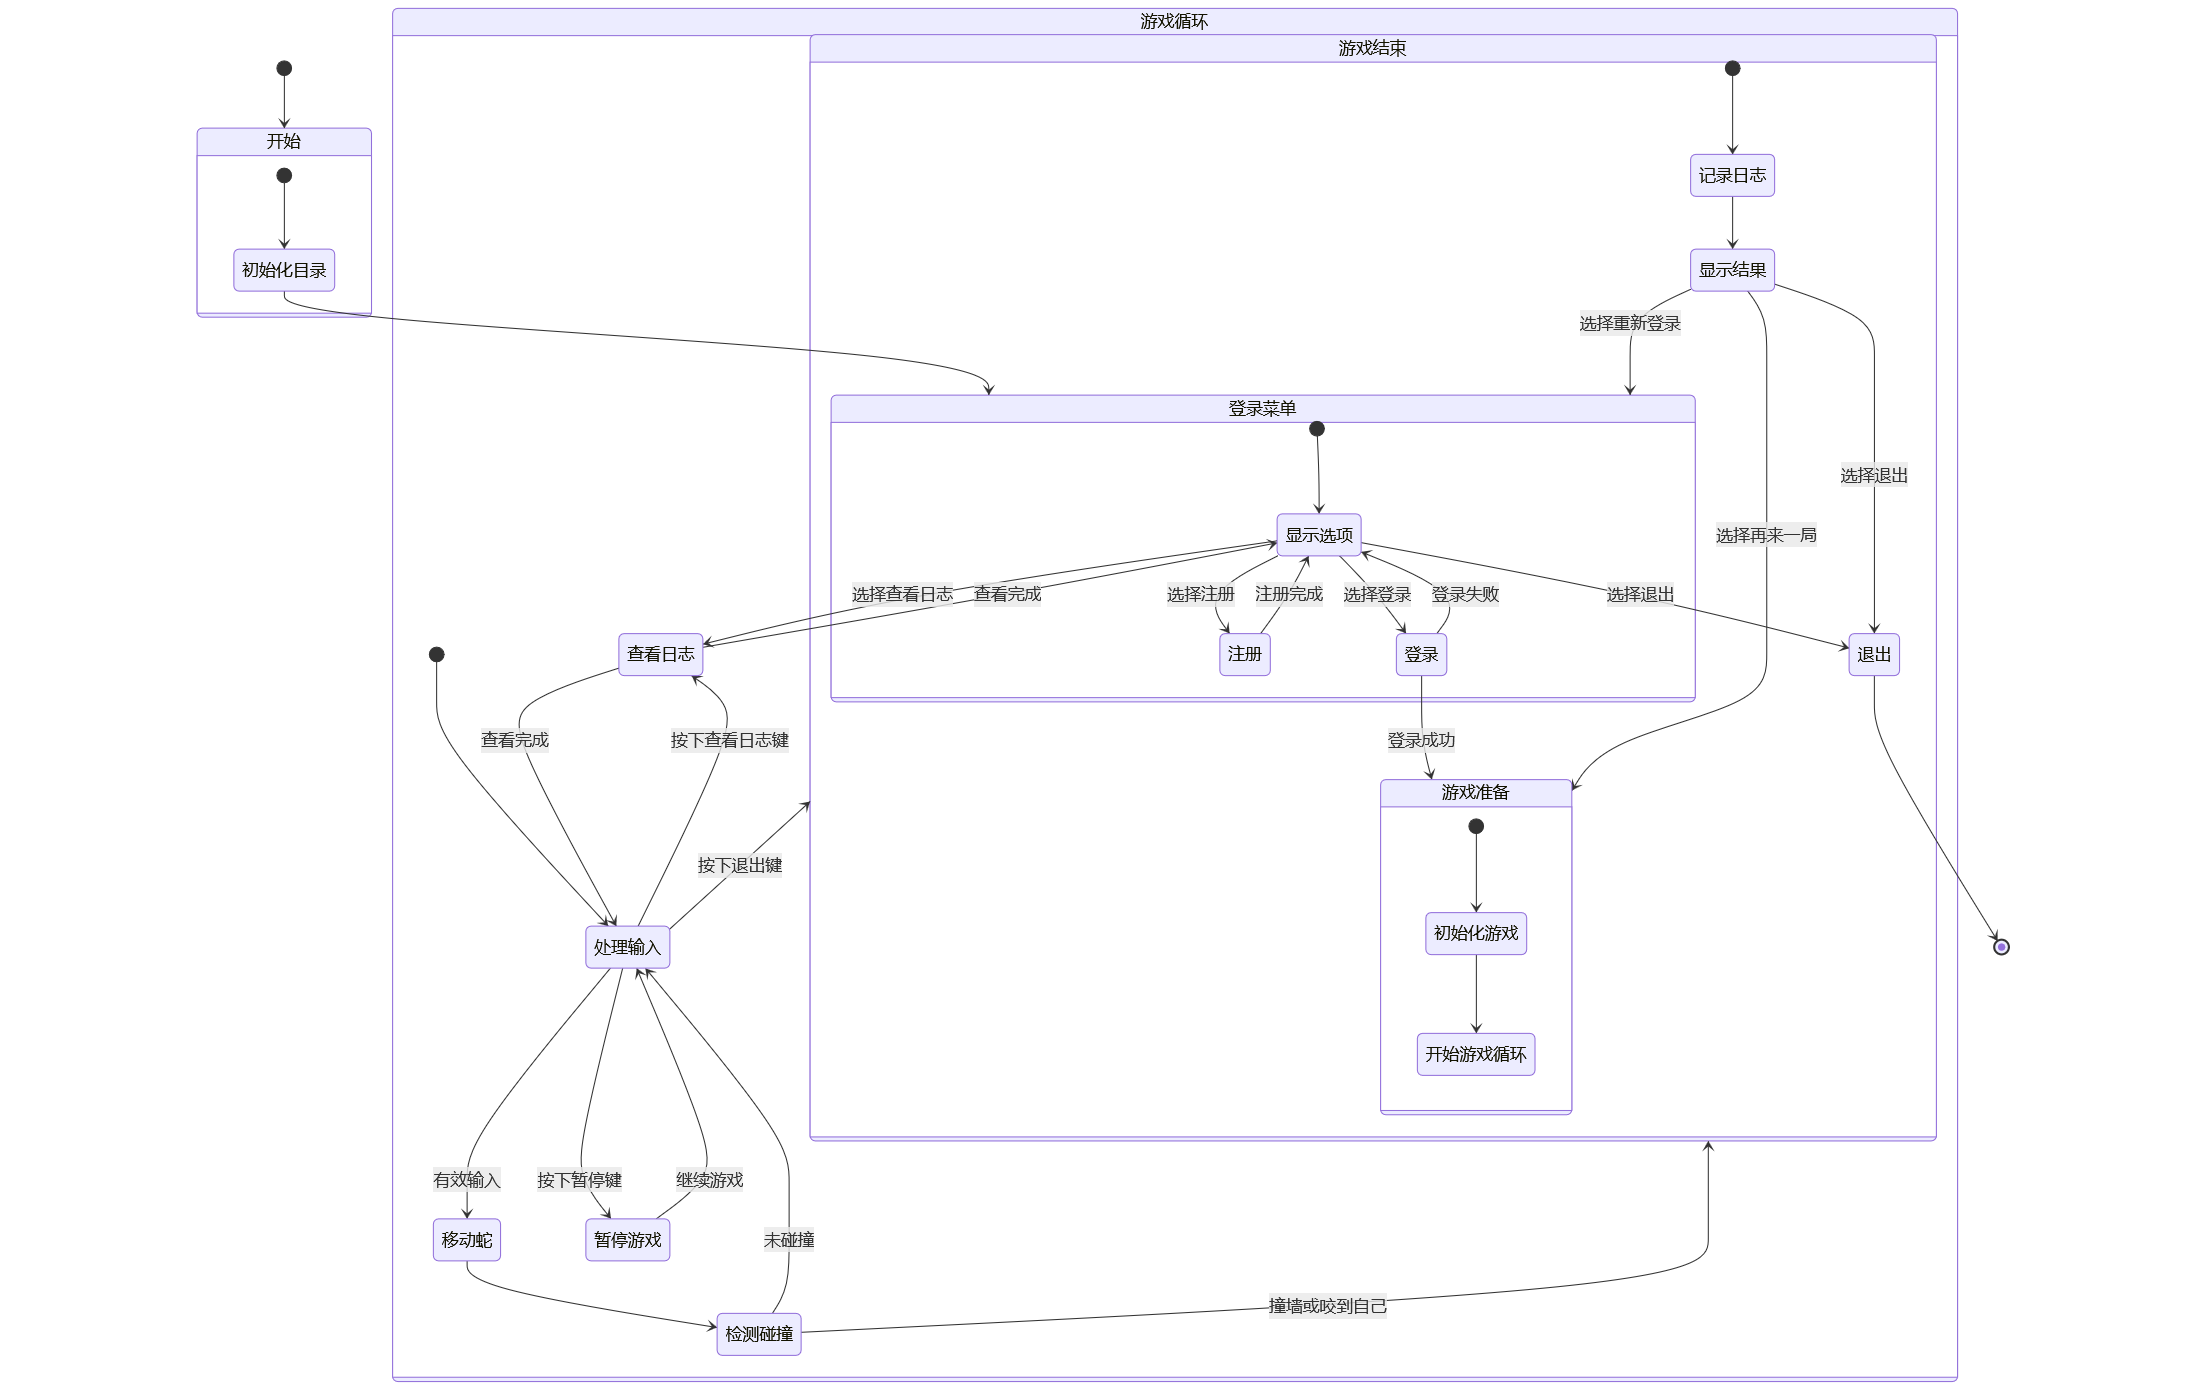 游戏循环
游戏结束
开始
记录日志
初始化目录
显示结果
选择重新登录
登录菜单
选择退出
显示选项
选择再来一局
选择查看日志
查看完成
选择注册
注册完成
选择登录
登录失败
选择退出
查看日志
注册
登录
退出
查看完成
按下查看日志键
登录成功
游戏准备
按下退出键
初始化游戏
处理输入
开始游戏循环
有效输入
按下暂停键
继续游戏
移动蛇
暂停游戏
未碰撞
撞墙或咬到自己
检测碰撞